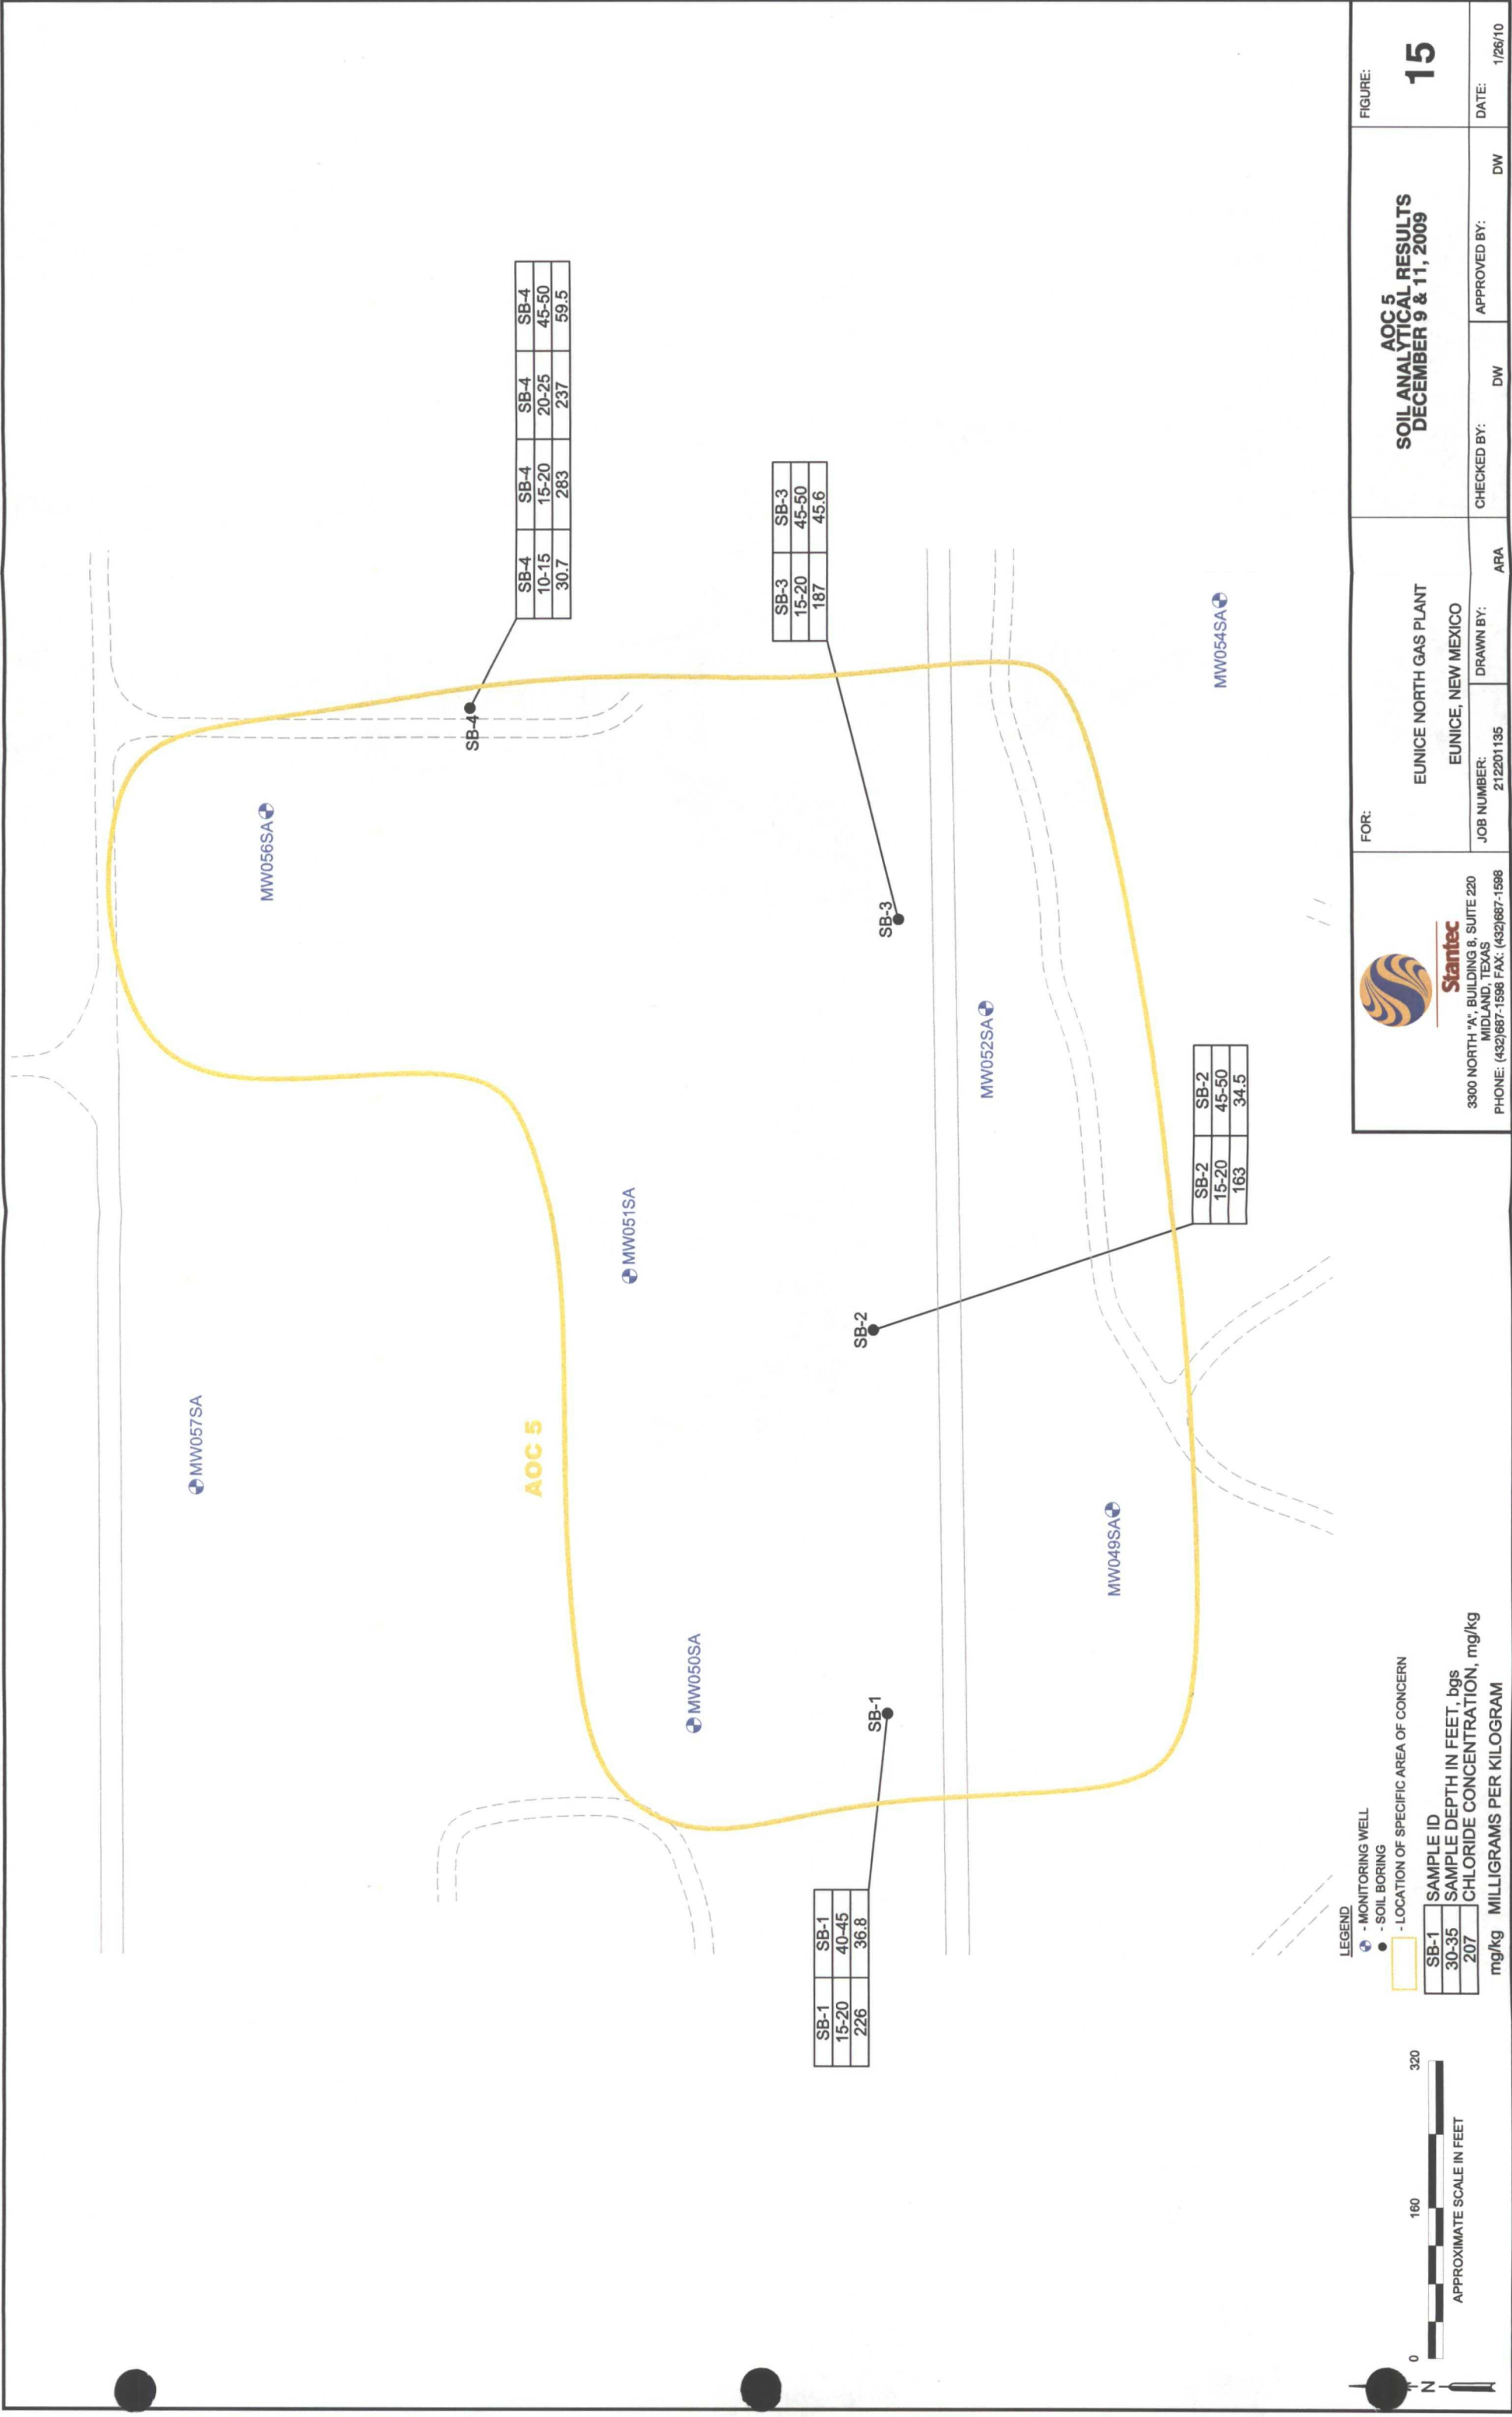 MW057SA
MW056SA
SB-4
SB-4 SB-4 SB-4 SB-4
10-15 15-20 20-25 45-50
30.7 283 237 59.5
AOC 5
MW051SA
MW050SA
SB-3 SB-3
15-20 45-50
187 45.6
SB-1 SB-1
15-20 40-45
226 36.8
SB-1
SB-2
SB-3
MW052SA
MW049SA
SB-2 SB-2
15-20 45-50
163 34.5
MW054SA
N
0 160 320
APPROXIMATE SCALE IN FEET
LEGEND
- MONITORING WELL
- SOIL BORING
- LOCATION OF SPECIFIC AREA OF CONCERN
SB-1 SAMPLE ID
30-35 SAMPLE DEPTH IN FEET, bgs
207 CHLORIDE CONCENTRATION, mg/kg
mg/kg MILLIGRAMS PER KILOGRAM
Stantec
3300 NORTH "A", BUILDING 8, SUITE 220
MIDLAND, TEXAS
PHONE: (432)687-1598 FAX: (432)687-1598
FOR:
EUNICE NORTH GAS PLANT
EUNICE, NEW MEXICO
JOB NUMBER:
212201135
DRAWN BY:
ARA
AOC 5
SOIL ANALYTICAL RESULTS
DECEMBER 9 & 11, 2009
CHECKED BY:
DW
APPROVED BY:
DW
FIGURE:
15
DATE:
1/26/10